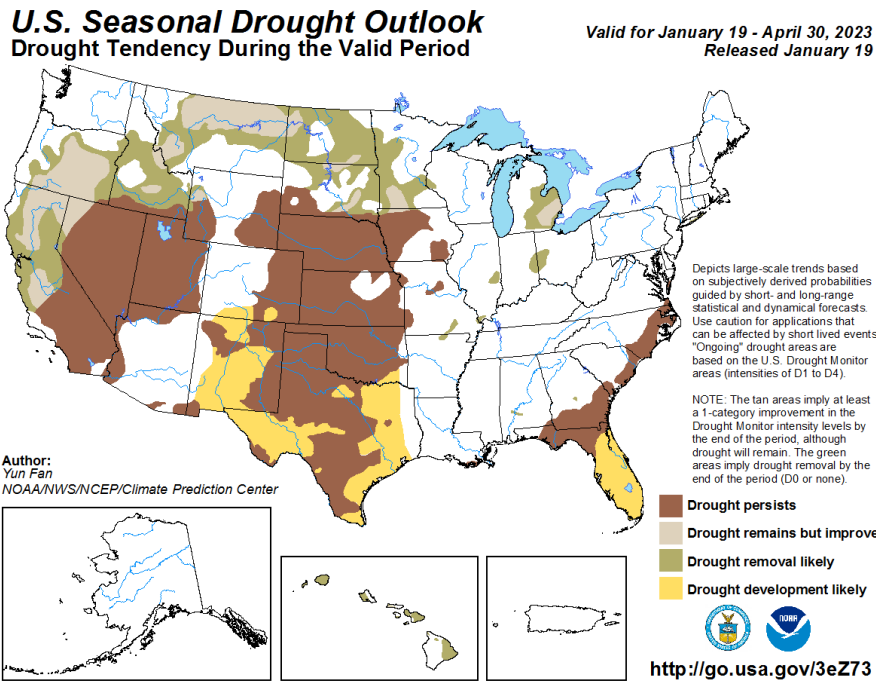 U.S. Seasonal Drought Outlook
Drought Tendency During the Valid Period
Valid for January 19 - April 30, 2023
Released January 19
Depicts large-scale trends based
on subjectively derived probabilities
guided by short- and long-range
statistical and dynamical forecasts.
Use caution for applications that
can be affected by short lived events.
"Ongoing" drought areas are
based on the U.S. Drought Monitor
areas (intensities of D1 to D4).
NOTE: The tan areas imply at least
a 1-category improvement in the
Drought Monitor intensity levels by
the end of the period, although
drought will remain. The green
areas imply drought removal by the
end of the period (D0 or none).
Author:
Yun Fan
NOAA/NWS/NCEP/Climate Prediction Center
Drought persists
Drought remains but improve
Drought removal likely
Drought development likely
NOAA
http://go.usa.gov/3eZ73